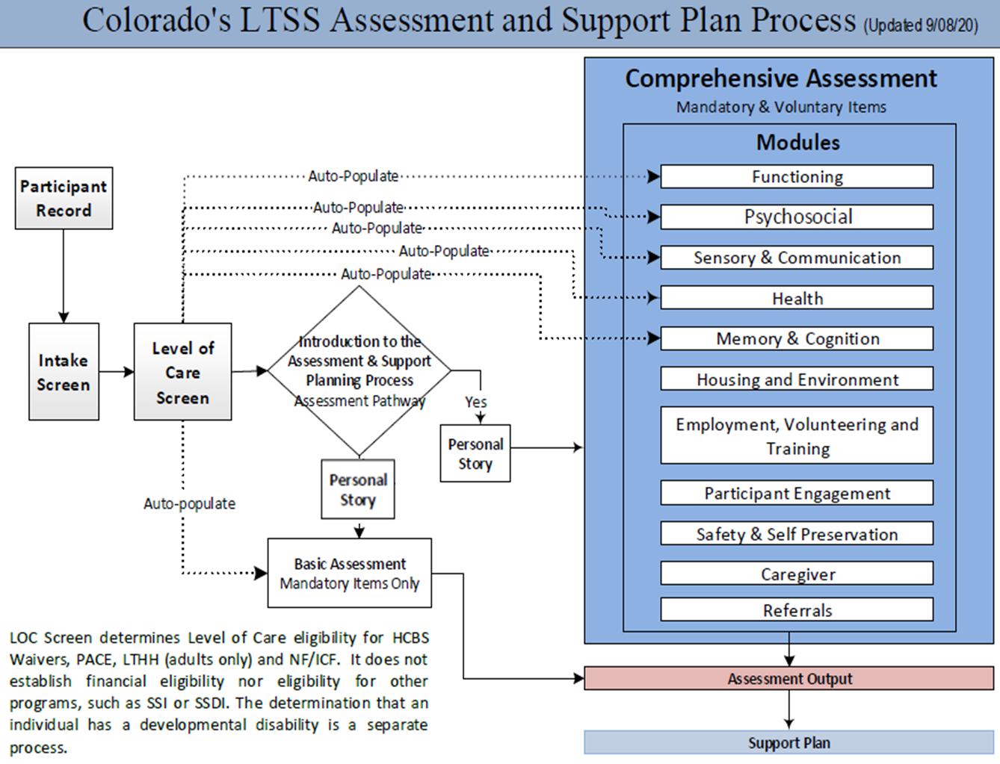 Colorado's LTSS Assessment and Support Plan Process (Updated 9/08/20)
Comprehensive Assessment
Mandatory & Voluntary Items
Modules
Participant
Record
Auto-Populate
Functioning
Auto-Populate
Psychosocial
Auto-Populate
Sensory & Communication
Auto-Populate
Health
Auto-Populate
Memory & Cognition
Intake
Screen
Level of
Care
Screen
Introduction to the
Assessment & Support
Planning Process
Assessment Pathway
Yes
Housing and Environment
Employment, Volunteering and
Training
Personal
Story
Personal
Story
Participant Engagement
Auto-populate
Safety & Self Preservation
Basic Assessment
Mandatory Items Only
Caregiver
Referrals
LOC Screen determines Level of Care eligibility for HCBS
Waivers, PACE, LTHH (adults only) and NF/ICF. It does not
establish financial eligibility nor eligibility for other
programs, such as SSI or SSDI. The determination that an
individual has a developmental disability is a separate
process.
Assessment Output
Support Plan